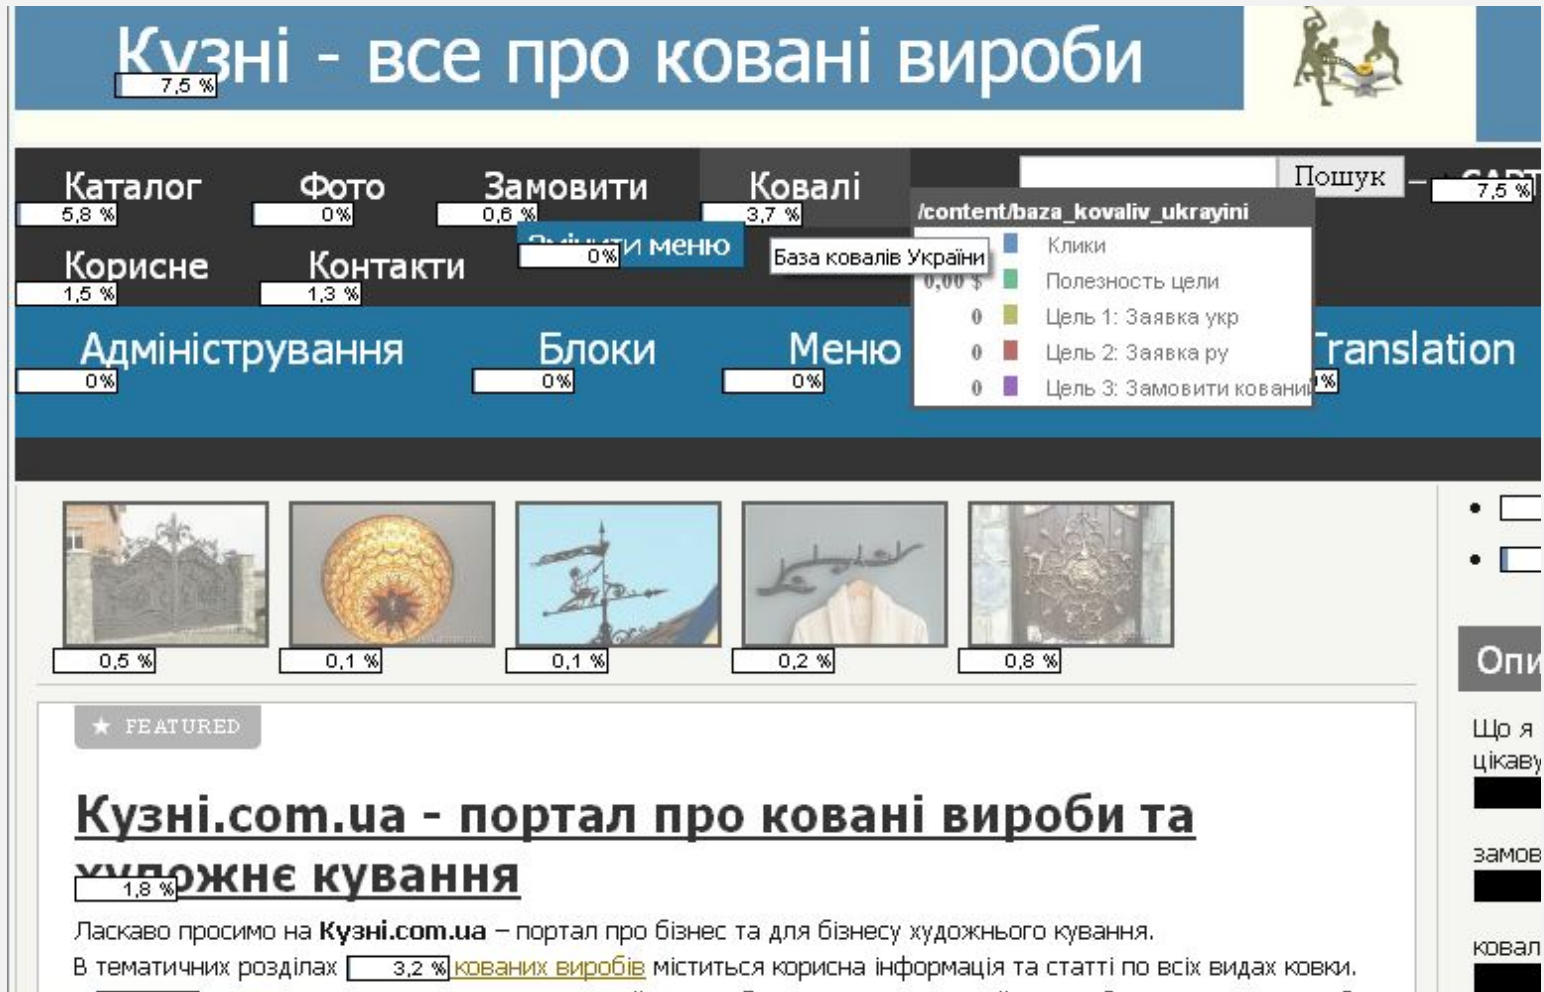 Кузні - все про ковані вироби
7,5 %
Каталог Фото Замовити Ковалі Пошук –
5,8 % 0% 0,6 % 3,7 % 7,5 %
/content/baza_kovaliv_ukrayini
меню
0%
База ковалів України
Клики
Корисне Контакти
1,5 % 1,3 %
0,00 $ Полезность цели
0 Цель 1: Заявка укр
0 Цель 2: Заявка ру
0 Цель 3: Замовити кований
Адміністрування Блоки Меню Translation
0% 0% 0% %
0,5 % 0,1 % 0,1 % 0,2 % 0,8 %
★ FEATURED
Кузні.com.ua - портал про ковані вироби та
художнє кування
1,8 %
Ласкаво просимо на Кузні.com.ua – портал про бізнес та для бізнесу художнього кування.
В тематичних розділах 3,2 % кованих виробів міститься корисна інформація та статті по всіх видах ковки.
Що я